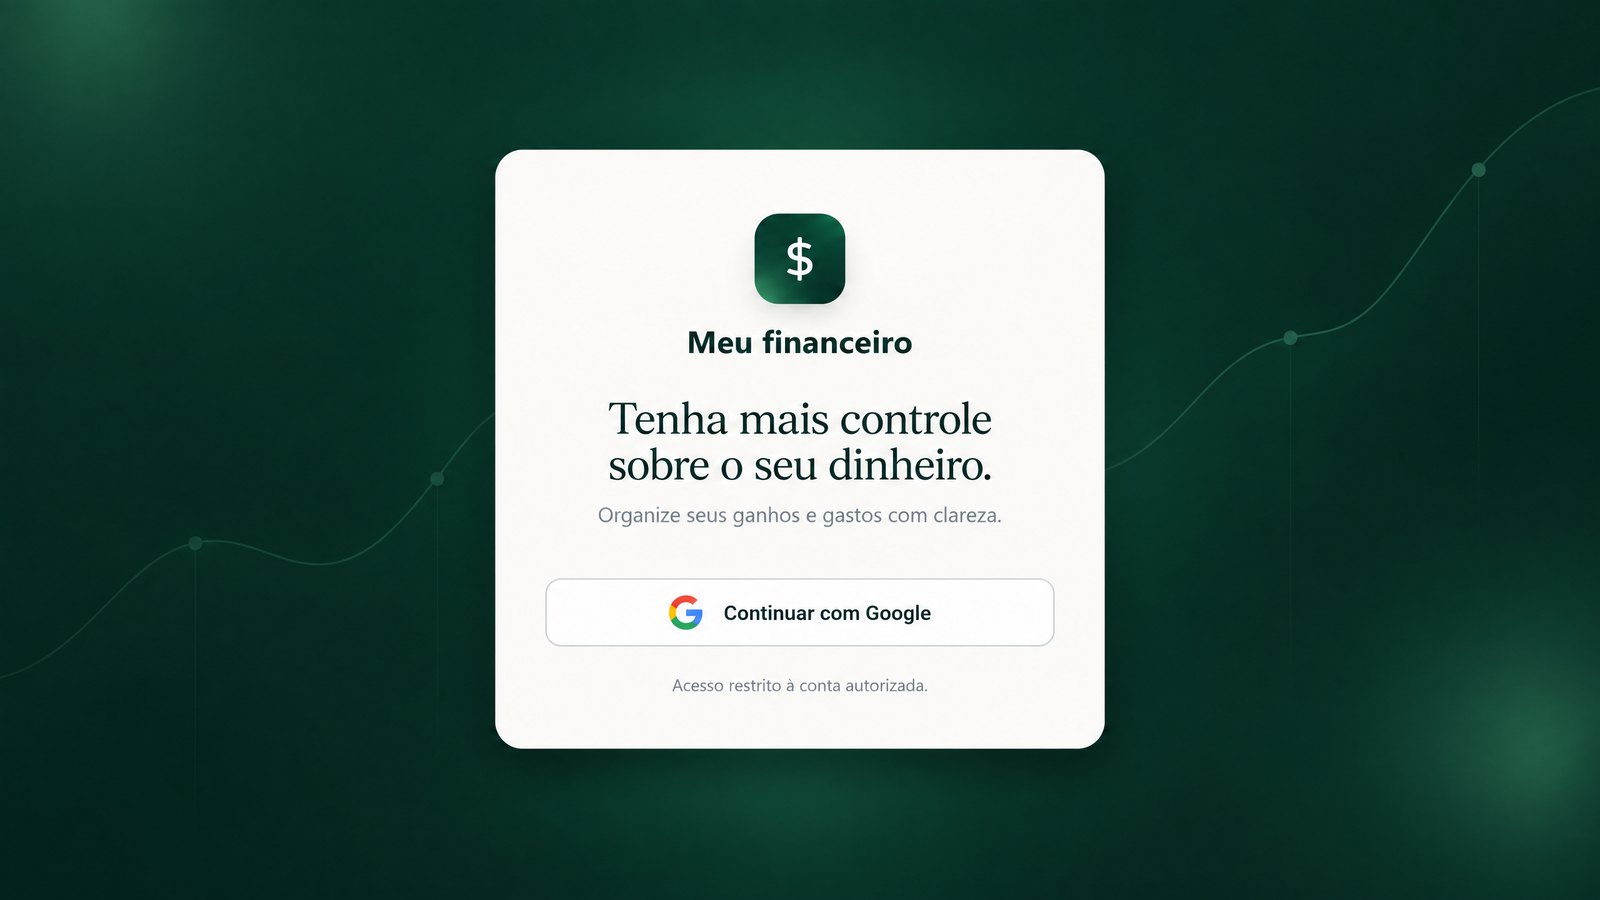 $
Meu financeiro
Tenha mais controle
sobre o seu dinheiro.
Organize seus ganhos e gastos com clareza.
Continuar com Google
Acesso restrito à conta autorizada.